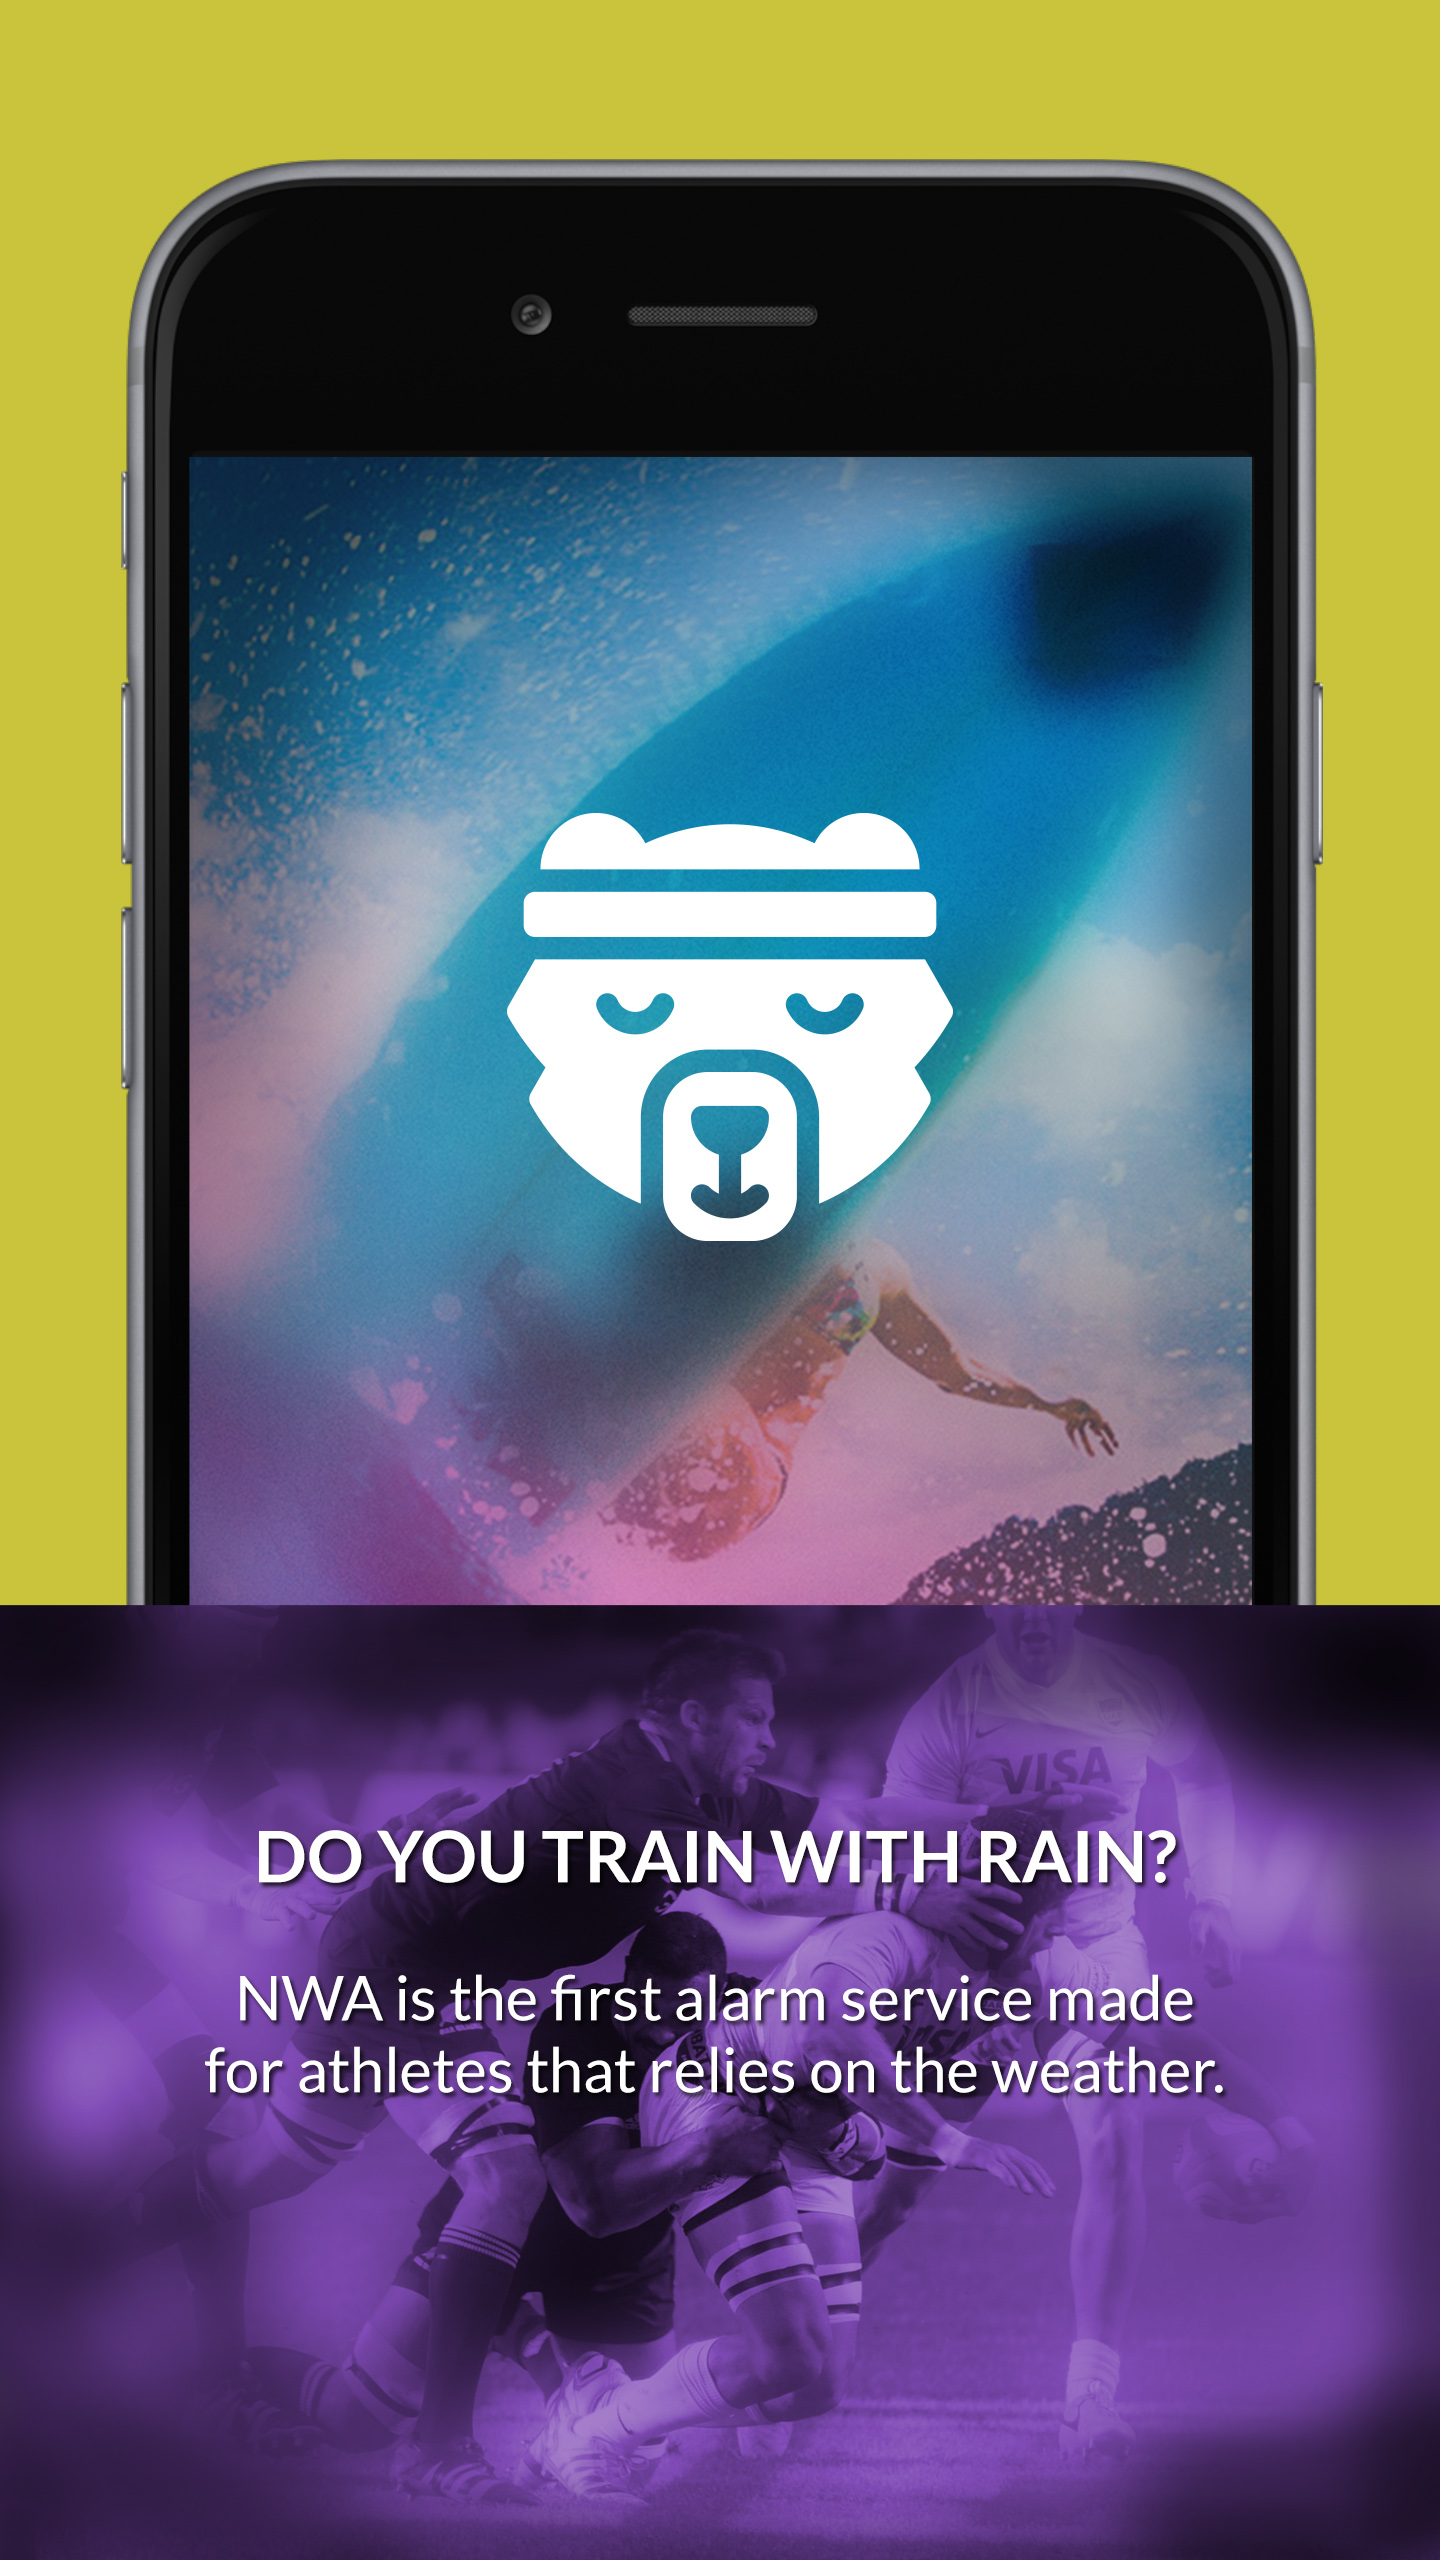 VISA
DO YOU TRAIN WITH RAIN?
NWA is the first alarm service made
for athletes that relies on the weather.